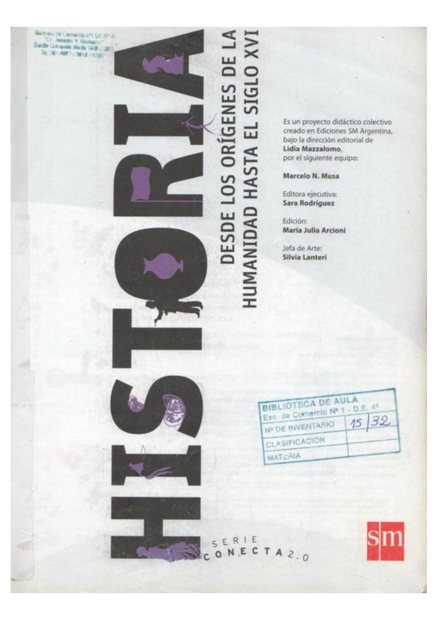 HISTORIA
DESDE LOS ORÍGENES DE LA
HUMANIDAD HASTA EL SIGLO XVI
Es un proyecto didáctico colectivo
creado en Ediciones SM Argentina,
bajo la dirección editorial de
Lidia Mazzalomo,
por el siguiente equipo:
Marcelo N. Musa
Editora ejecutiva:
Sara Rodríguez
Edición:
María Julia Arcioni
Jefa de Arte:
Silvia Lanteri
BIBLIOTECA DE AULA
Esc. de Comercio Nº 1 - D.E. 4º
Nº DE INVENTARIO 15/32
CLASIFICACIÓN
MATERIA
SERIE
CONECTA 2.0
sm